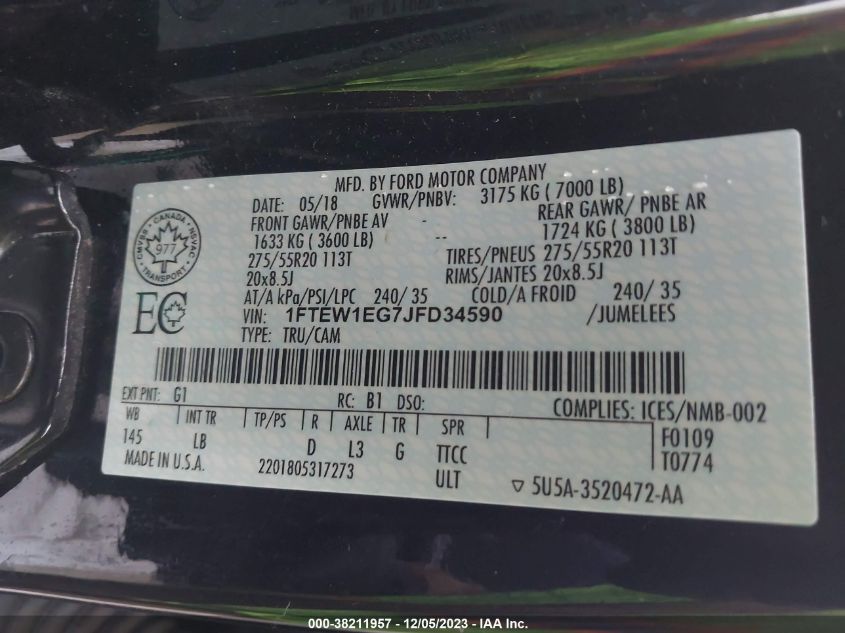 MFD. BY FORD MOTOR COMPANY
DATE: 05/18 GVWR/PNBV: 3175 KG ( 7000 LB)
FRONT GAWR/PNBE AV - REAR GAWR/ PNBE AR
1633 KG ( 3600 LB) -- 1724 KG ( 3800 LB)
275/55R20 113T TIRES/PNEUS 275/55R20 113T
20x8.5J RIMS/JANTES 20x8.5J
AT/A kPa/PSI/LPC 240/ 35 COLD/A FROID 240/ 35
VIN: 1FTEW1EG7JFD34590 /JUMELEES
TYPE: TRU/CAM
CMVSS · CANADA · NSVAC
977
TRANSPORT
EC
EXT PNT: G1 RC: B1 DSO:
COMPLIES: ICES/NMB-002
WB INT TR TP/PS R AXLE TR SPR F0109
145 LB D L3 G TTCC T0774
MADE IN U.S.A. 2201805317273 ULT ▽ 5U5A-3520472-AA
000-38211957 - 12/05/2023 - IAA Inc.